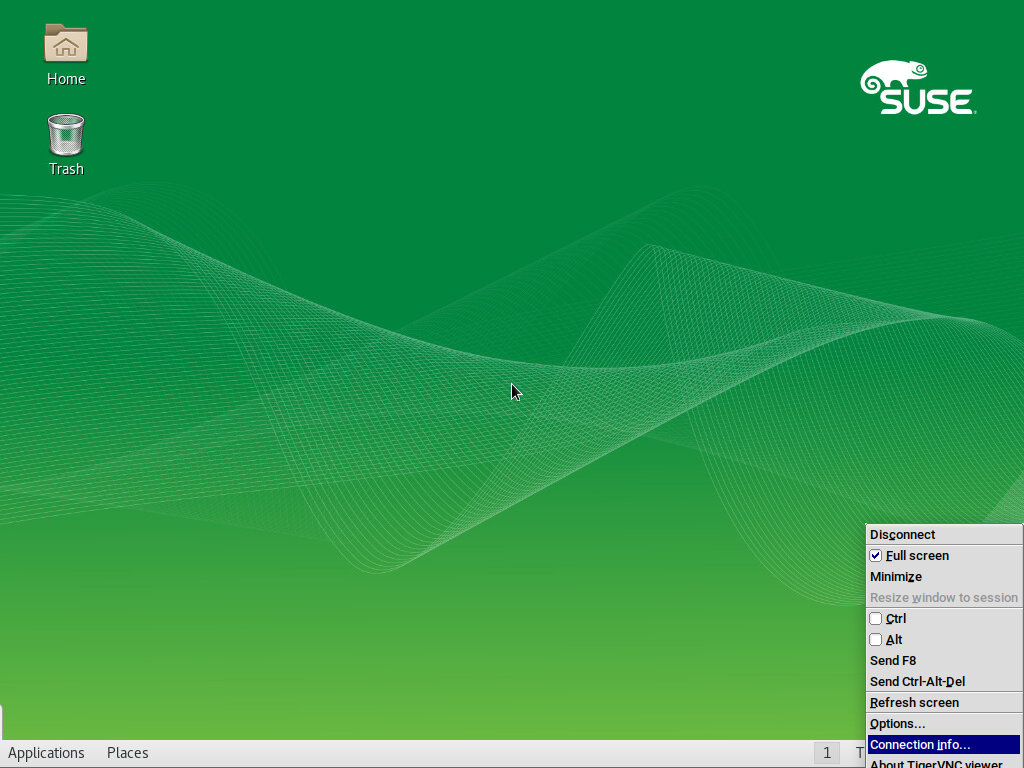 Home
SUSE
Trash
Disconnect
Full screen
Minimize
Resize window to session
Ctrl
Alt
Send F8
Send Ctrl-Alt-Del
Refresh screen
Options...
Connection info...
About TigerVNC viewer
Applications Places 1 T